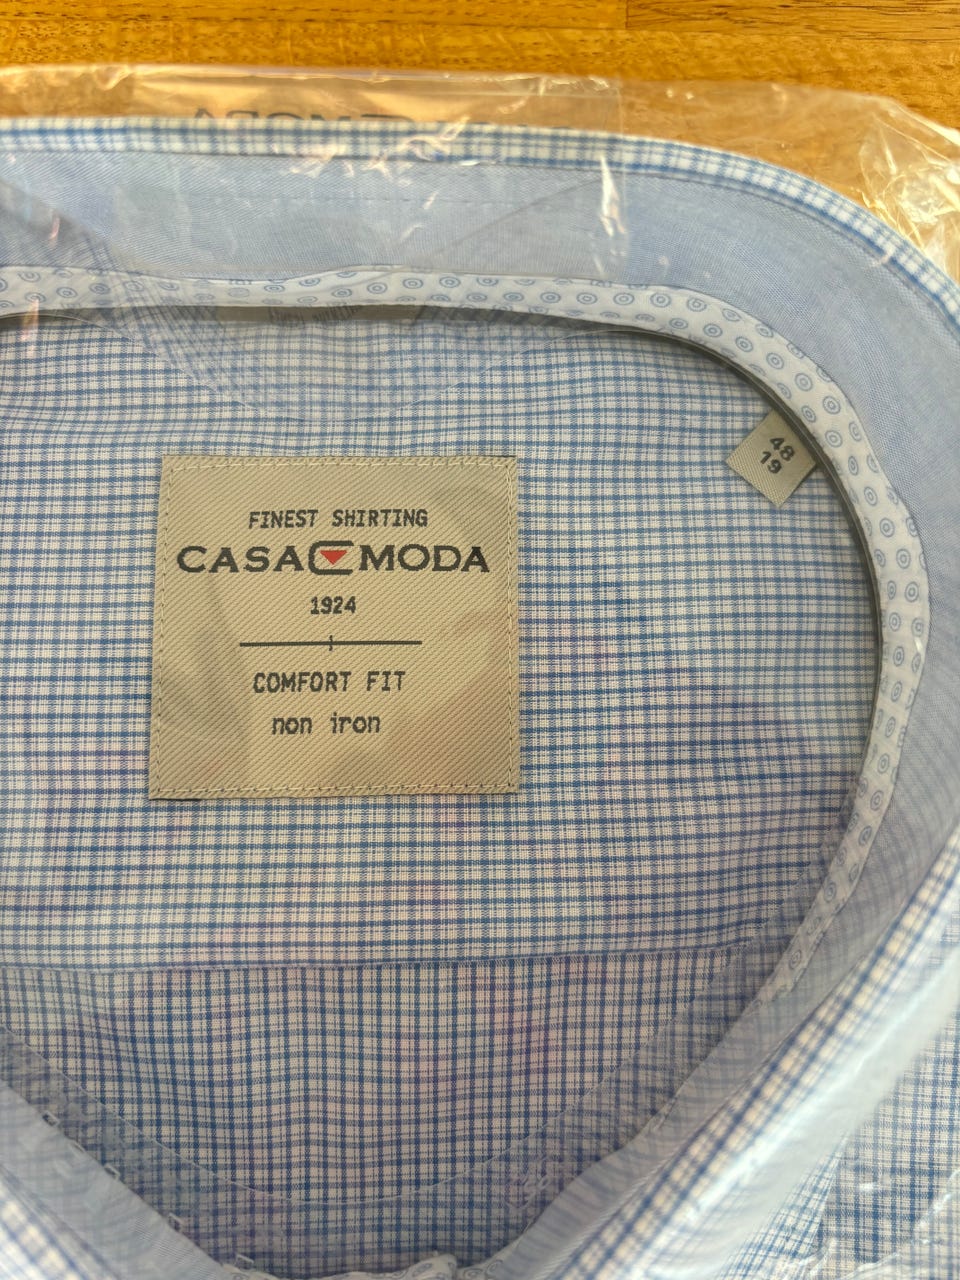 FINEST SHIRTING
CASA MODA
1924
COMFORT FIT
non iron
48
19